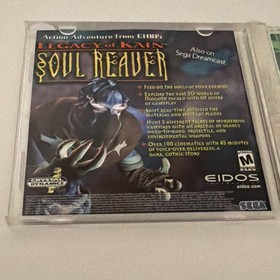 Action Adventure from EIDOS
LEGACY of KAIN
SOUL REAVER
Also on
Sega Dreamcast
• FEED ON THE SOULS OF YOUR ENEMIES
• EXPLORE THE VAST 3D WORLD OF
NOSGOTH PACKED WITH 60 HOURS
OF GAMEPLAY
• SHIFT REAL-TIME BETWEEN THE
MATERIAL AND SPECTRAL PLANES
• HUNT 5 DIFFERENT BREEDS OF MURDEROUS
VAMPIRES WITH AN ARSENAL OF DEADLY
HAND-TO-HAND, PROJECTILE, AND
ENVIRONMENTAL WEAPONS
• OVER 100 CINEMATICS WITH 45 MINUTES
OF VOICE-OVER DELIVERING A
DARK, GOTHIC STORY
CRYSTAL
DYNAMICS
MATURE
M
EIDOS
SEGA